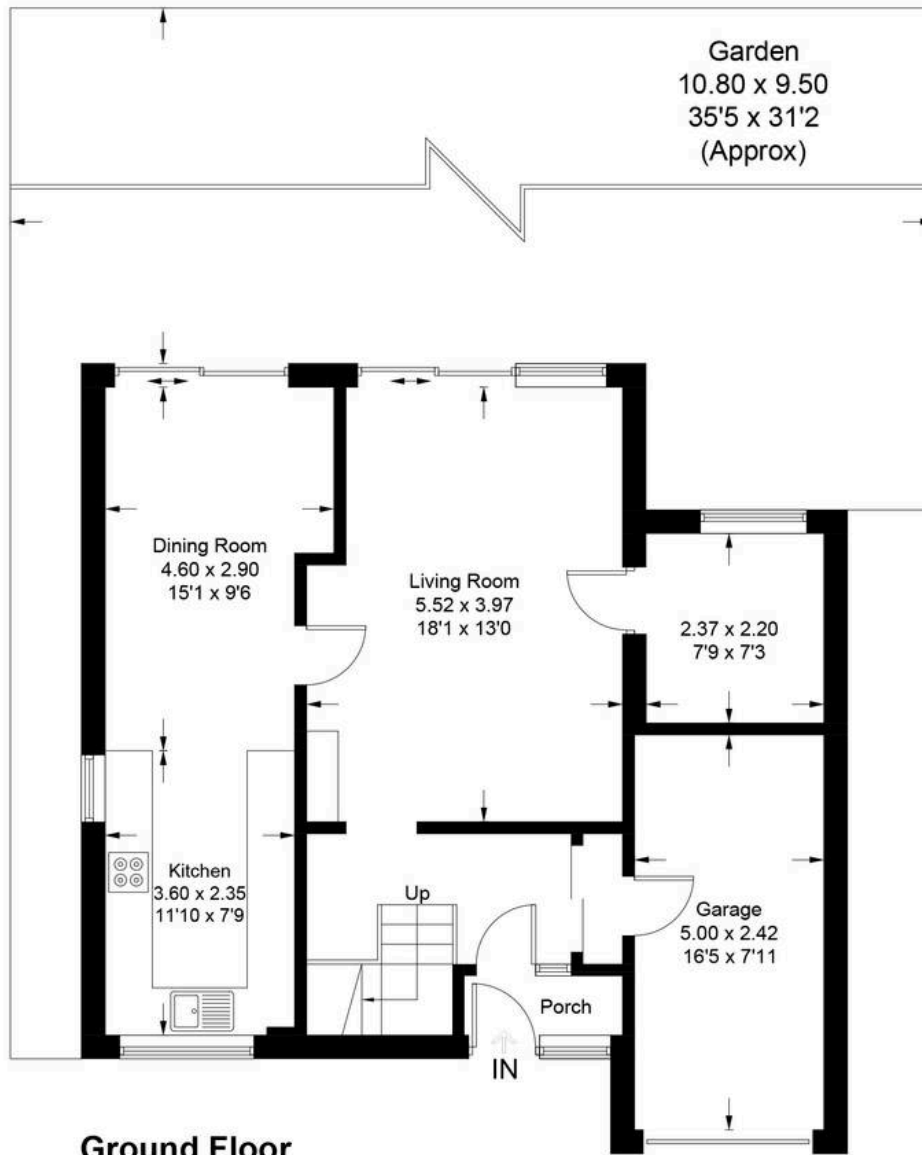 Garden
10.80 x 9.50
35'5 x 31'2
(Approx)
Dining Room
4.60 x 2.90
15'1 x 9'6
Living Room
5.52 x 3.97
18'1 x 13'0
2.37 x 2.20
7'9 x 7'3
Kitchen
3.60 x 2.35
11'10 x 7'9
Up
Garage
5.00 x 2.42
16'5 x 7'11
Porch
IN
Ground Floor